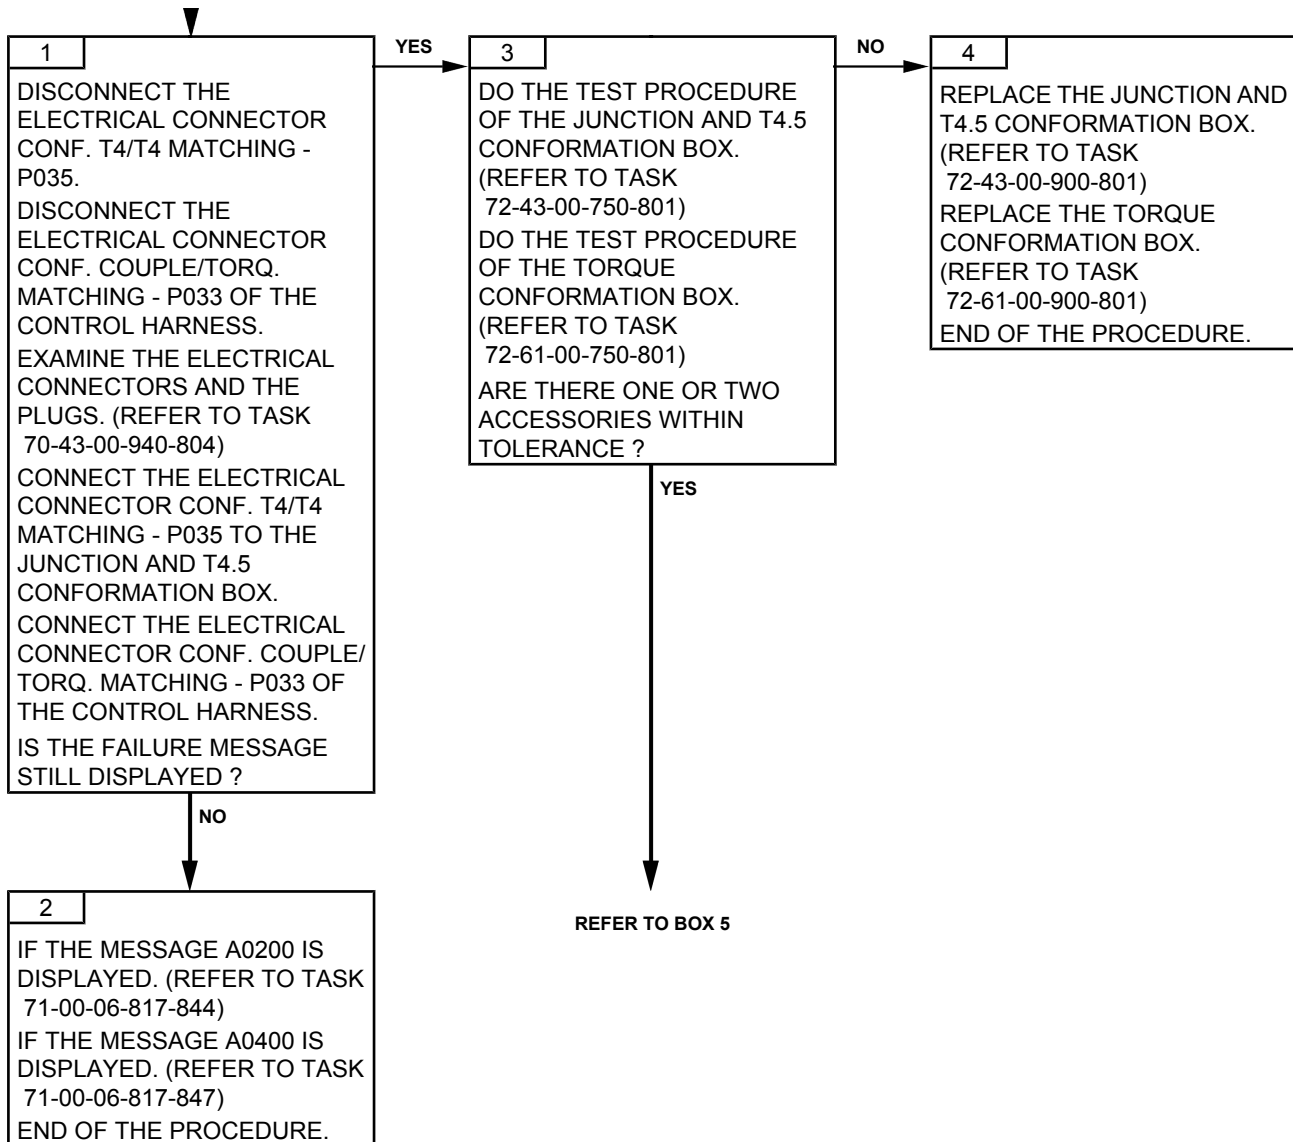 1
DISCONNECT THE
ELECTRICAL CONNECTOR
CONF. T4/T4 MATCHING -
P035.
DISCONNECT THE
ELECTRICAL CONNECTOR
CONF. COUPLE/TORQ.
MATCHING - P033 OF THE
CONTROL HARNESS.
EXAMINE THE ELECTRICAL
CONNECTORS AND THE
PLUGS. (REFER TO TASK
70-43-00-940-804)
CONNECT THE ELECTRICAL
CONNECTOR CONF. T4/T4
MATCHING - P035 TO THE
JUNCTION AND T4.5
CONFORMATION BOX.
CONNECT THE ELECTRICAL
CONNECTOR CONF. COUPLE/
TORQ. MATCHING - P033 OF
THE CONTROL HARNESS.
IS THE FAILURE MESSAGE
STILL DISPLAYED ?
NO
2
IF THE MESSAGE A0200 IS
DISPLAYED. (REFER TO TASK
71-00-06-817-844)
IF THE MESSAGE A0400 IS
DISPLAYED. (REFER TO TASK
71-00-06-817-847)
END OF THE PROCEDURE.
YES
3
DO THE TEST PROCEDURE
OF THE JUNCTION AND T4.5
CONFORMATION BOX.
(REFER TO TASK
72-43-00-750-801)
DO THE TEST PROCEDURE
OF THE TORQUE
CONFORMATION BOX.
(REFER TO TASK
72-61-00-750-801)
ARE THERE ONE OR TWO
ACCESSORIES WITHIN
TOLERANCE ?
YES
REFER TO BOX 5
NO
4
REPLACE THE JUNCTION AND
T4.5 CONFORMATION BOX.
(REFER TO TASK
72-43-00-900-801)
REPLACE THE TORQUE
CONFORMATION BOX.
(REFER TO TASK
72-61-00-900-801)
END OF THE PROCEDURE.